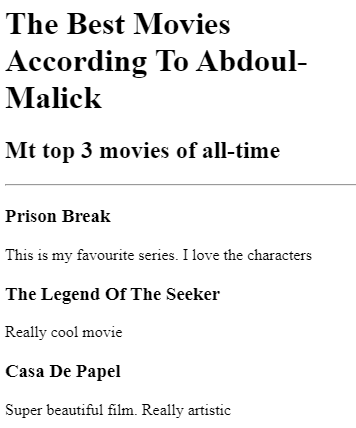 The Best Movies
According To Abdoul-
Malick
Mt top 3 movies of all-time
Prison Break
This is my favourite series. I love the characters
The Legend Of The Seeker
Really cool movie
Casa De Papel
Super beautiful film. Really artistic